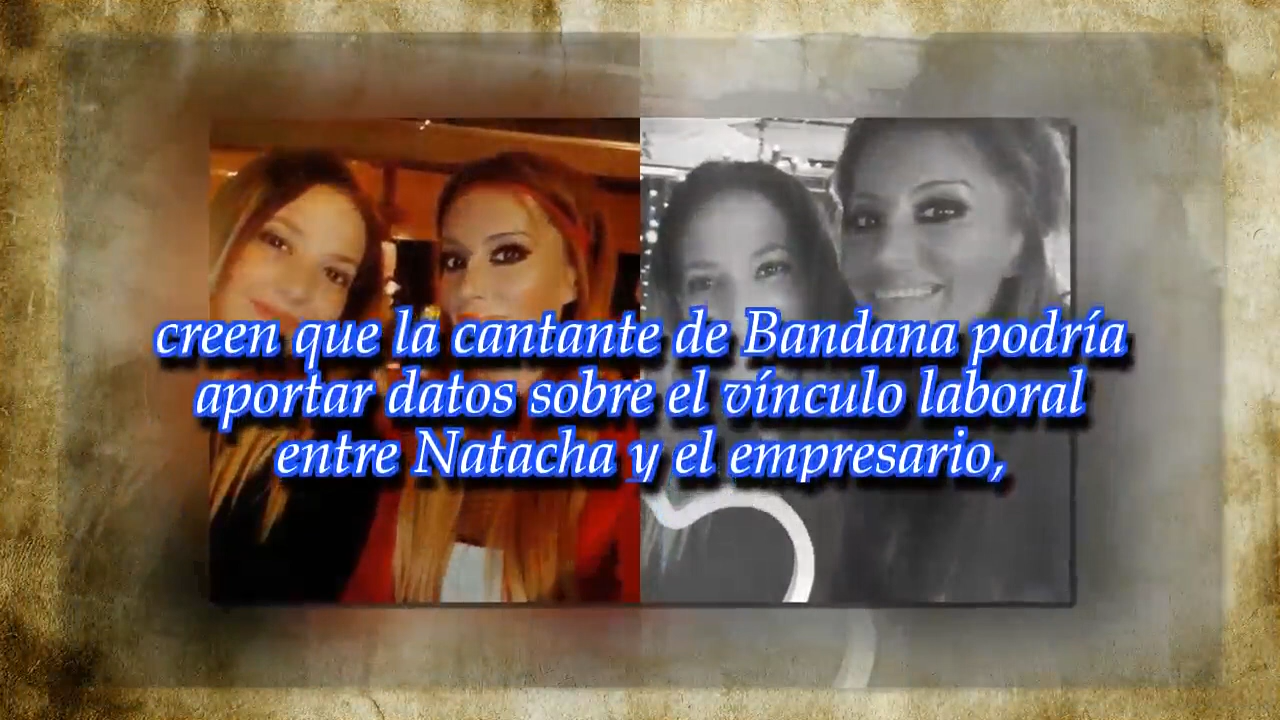 creen que la cantante de Bandana podría
aportar datos sobre el vínculo laboral
entre Natacha y el empresario,